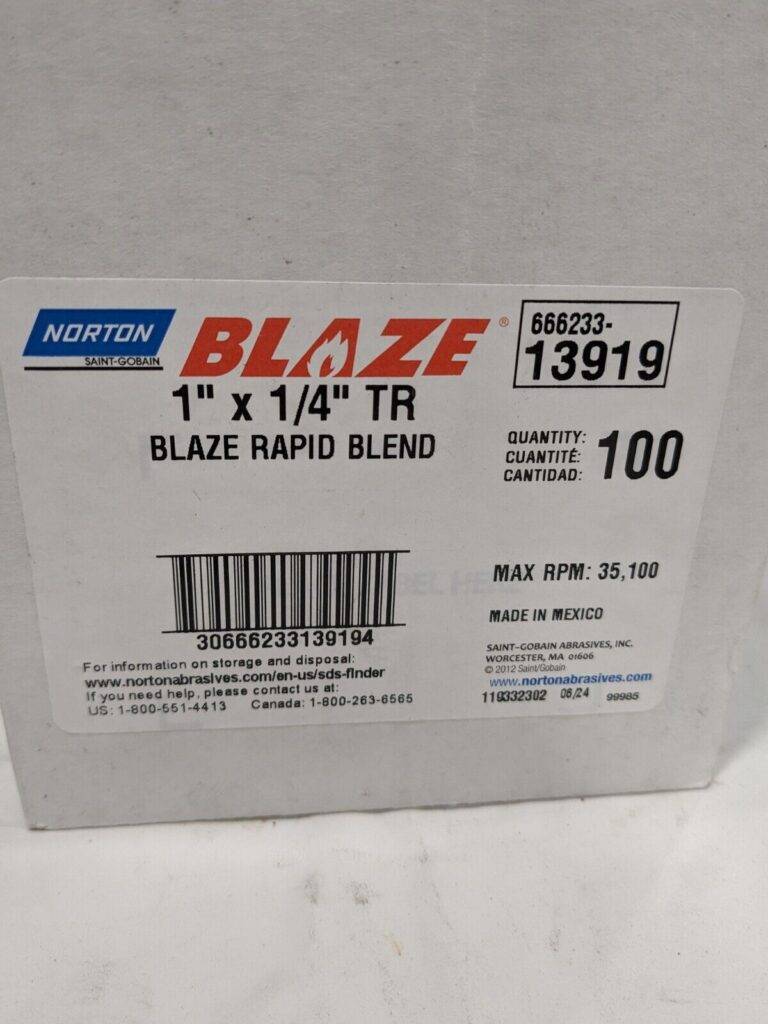 NORTON
SAINT-GOBAIN
BLAZE®
666233-
13919
1" x 1/4" TR
BLAZE RAPID BLEND
QUANTITY:
CUANTITÉ:
CANTIDAD:
100
MAX RPM: 35,100
MADE IN MEXICO
30666233139194
For information on storage and disposal:
www.nortonabrasives.com/en-us/sds-finder
If you need help, please contact us at:
US: 1-800-551-4413 Canada: 1-800-263-6565
SAINT-GOBAIN ABRASIVES, INC.
WORCESTER, MA 01606
© 2012 Saint/Gobain
www.nortonabrasives.com
06/24 99985